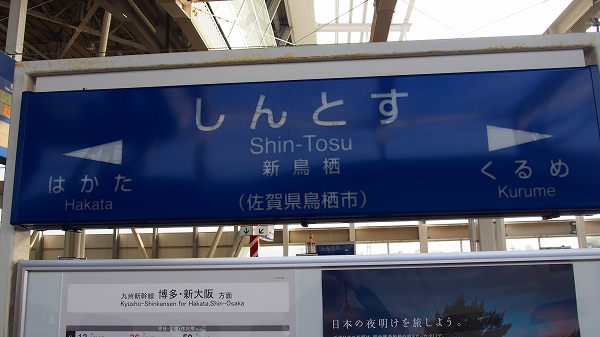 しんとす
Shin-Tosu
新鳥栖
(佐賀県鳥栖市)
はかた
Hakata
くるめ
Kurume
九州新幹線 博多・新大阪 方面
Kyoshu-Shinkansen for Hakata,Shin-Osaka
日本の夜明けを旅しよう。